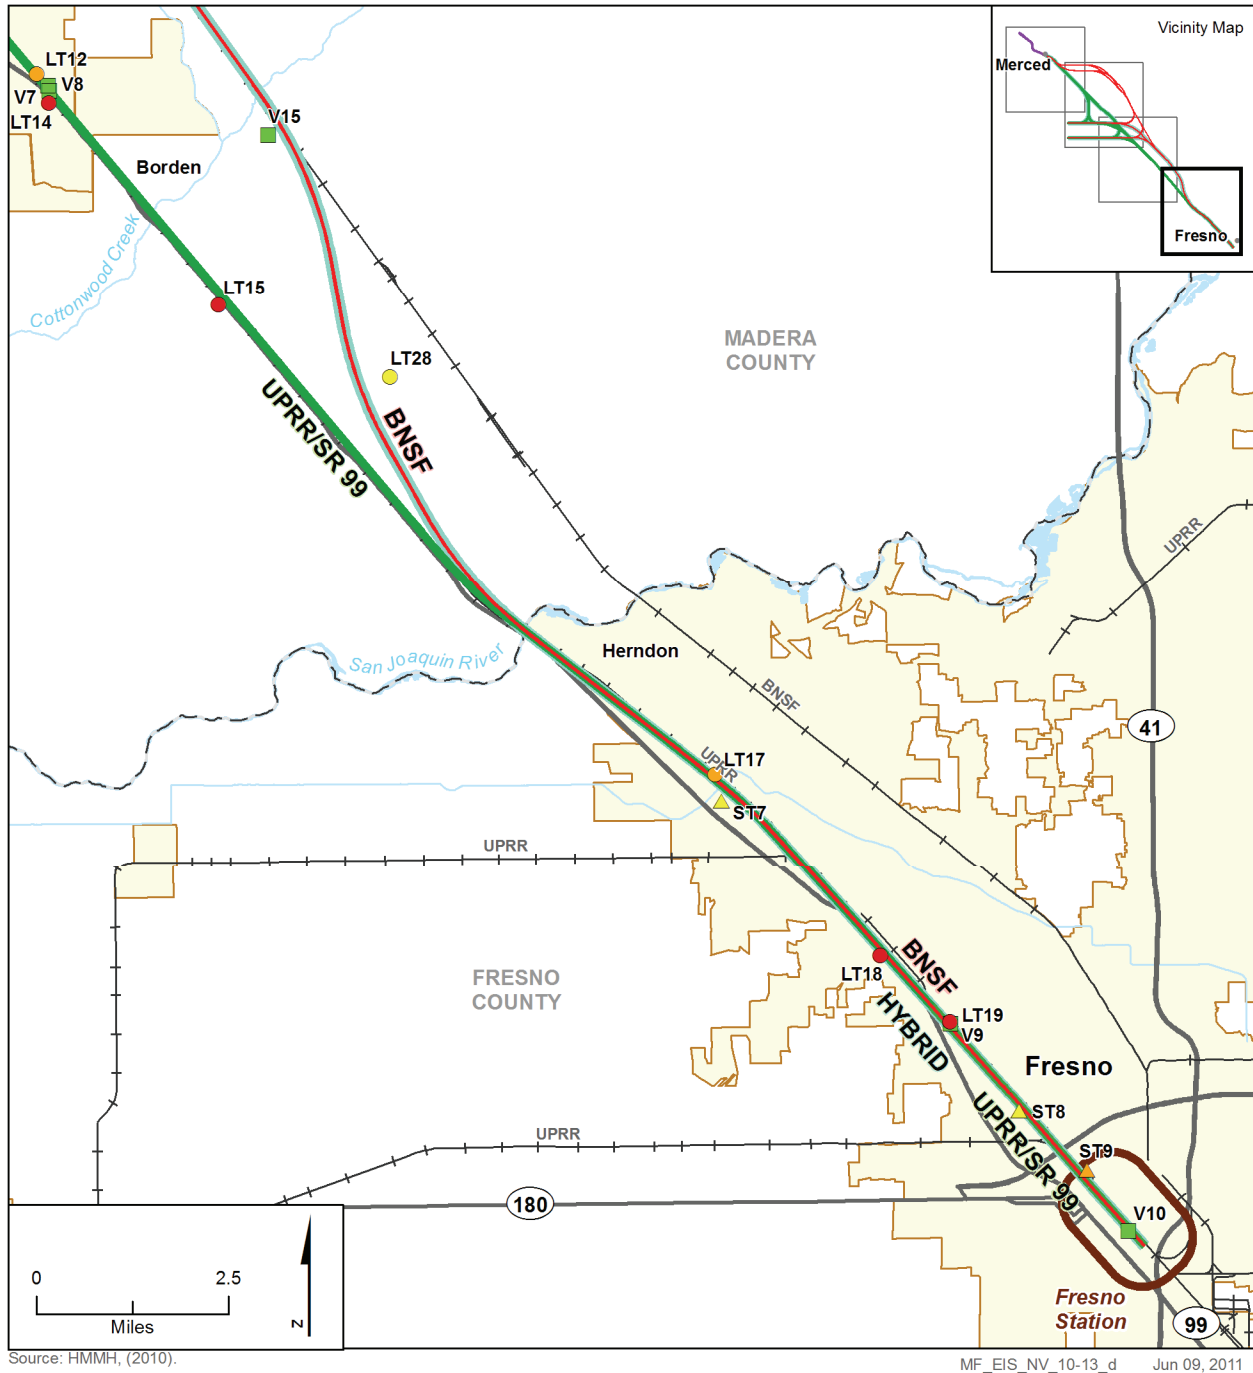 Vicinity Map
Merced
Fresno
LT12
V8
V7
LT14
V15
Borden
Cottonwood Creek
LT15
MADERA
COUNTY
LT28
UPRR/SR 99
BNSF
UPRR
San Joaquin River
Herndon
BNSF
41
UPRR
LT17
ST7
UPRR
FRESNO
COUNTY
BNSF
LT18
HYBRID
LT19
V9
Fresno
UPRR/SR 99
ST8
UPRR
ST9
180
V10
0
2.5
Miles
N
Fresno
Station
99
Source: HMMH, (2010).
MF_EIS_NV_10-13_d
Jun 09, 2011